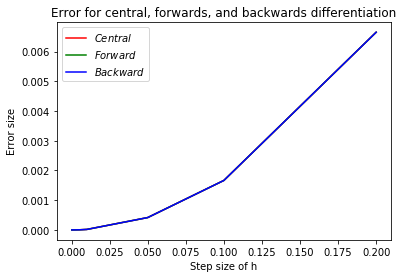 Error for central, forwards, and backwards differentiation
Central
Forward
Backward
0.006
0.005
0.004
0.003
0.002
0.001
0.000
Error size
0.000 0.025 0.050 0.075 0.100 0.125 0.150 0.175 0.200
Step size of h